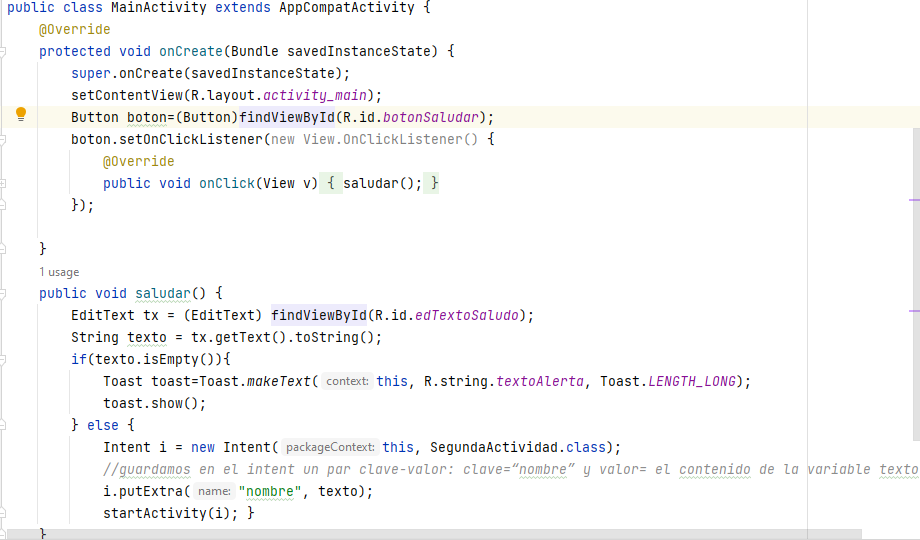 public class MainActivity extends AppCompatActivity {
@Override
protected void onCreate(Bundle savedInstanceState) {
super.onCreate(savedInstanceState);
setContentView(R.layout.activity_main);
Button boton=(Button)findViewById(R.id.botonSaludar);
boton.setOnClickListener(new View.OnClickListener() {
@Override
public void onClick(View v) { saludar(); }
});
}
1 usage
public void saludar() {
EditText tx = (EditText) findViewById(R.id.edTextoSaludo);
String texto = tx.getText().toString();
if(texto.isEmpty()){
Toast toast=Toast.makeText( context: this, R.string.textoAlerta, Toast.LENGTH_LONG);
toast.show();
} else {
Intent i = new Intent( packageContext: this, SegundaActividad.class);
//guardamos en el intent un par clave-valor: clave=“nombre” y valor= el contenido de la variable texto
i.putExtra( name: "nombre", texto);
startActivity(i); }
}